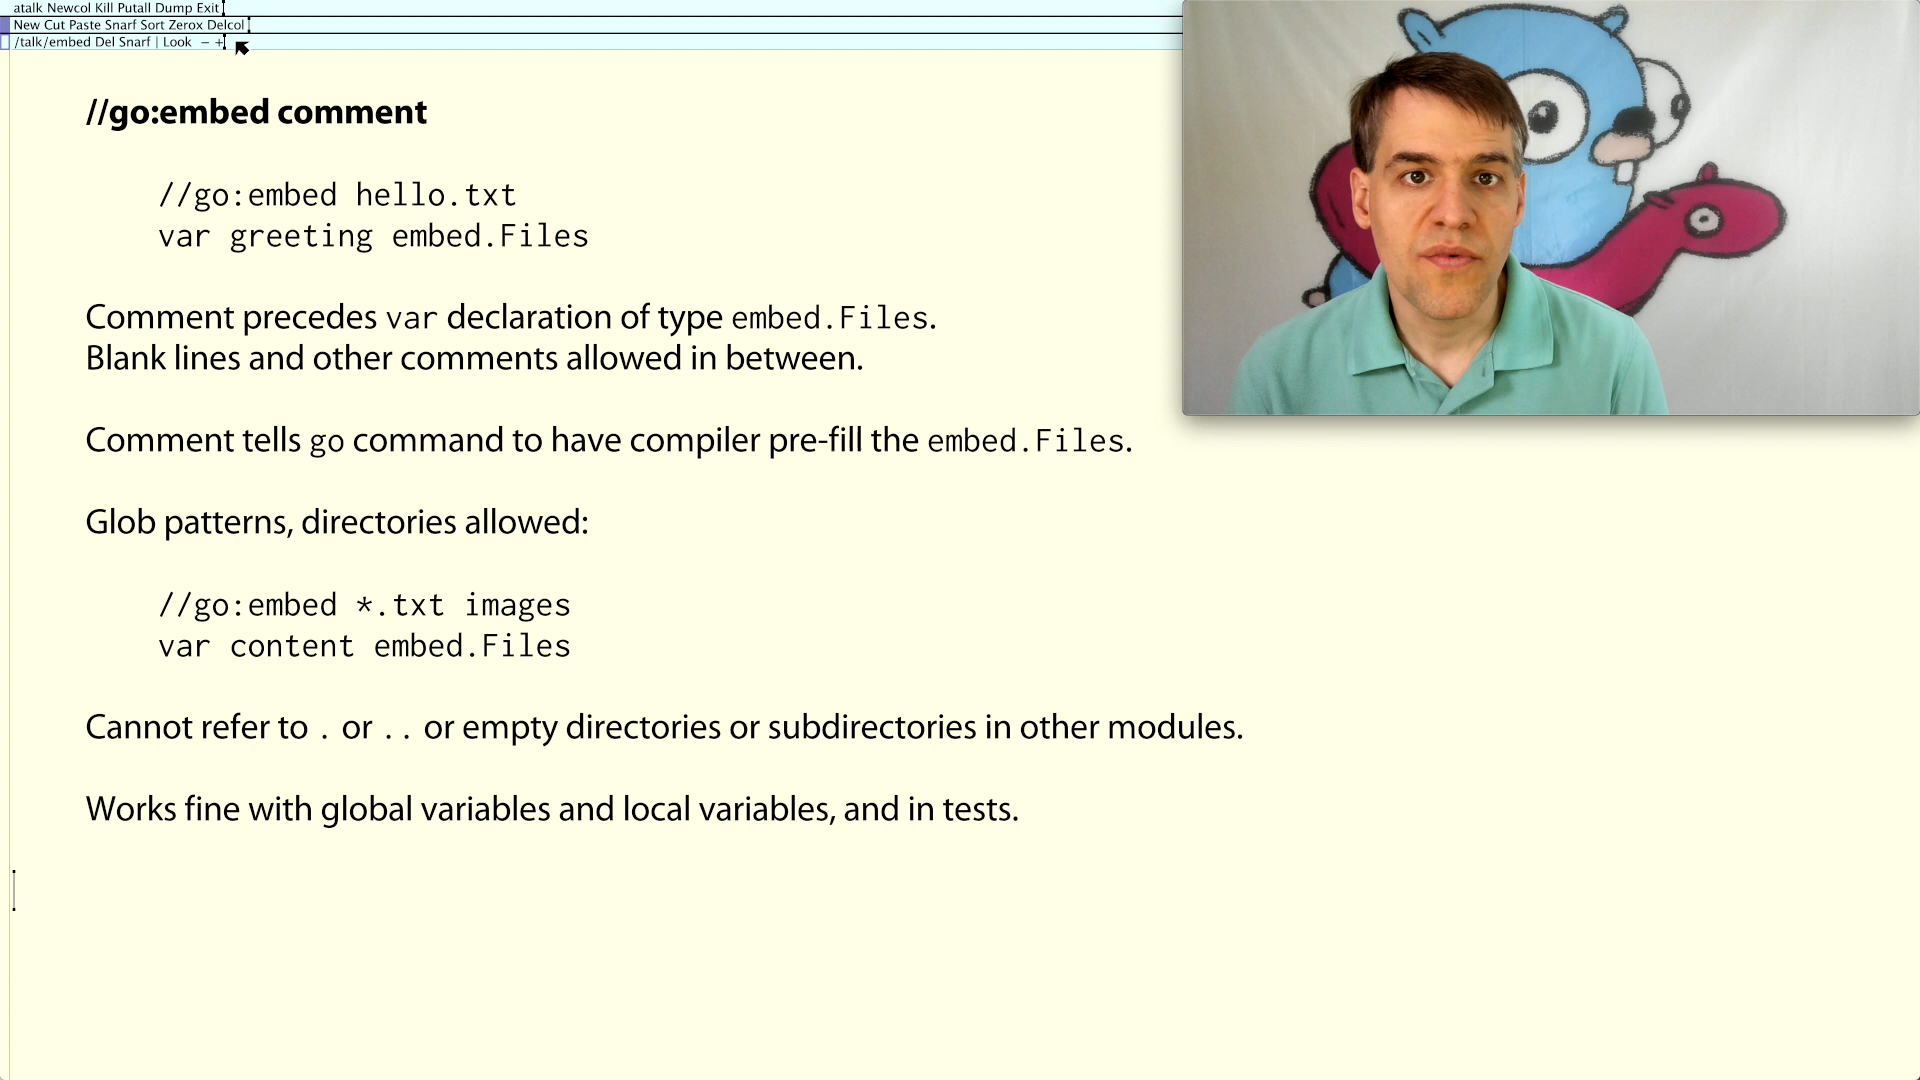 atalk Newcol Kill Putall Dump Exit
New Cut Paste Snarf Sort Zerox Delcol
/talk/embed Del Snarf | Look − +
//go:embed comment
//go:embed hello.txt
var greeting embed.Files
Comment precedes var declaration of type embed.Files.
Blank lines and other comments allowed in between.
Comment tells go command to have compiler pre-fill the embed.Files.
Glob patterns, directories allowed:
//go:embed *.txt images
var content embed.Files
Cannot refer to . or .. or empty directories or subdirectories in other modules.
Works fine with global variables and local variables, and in tests.